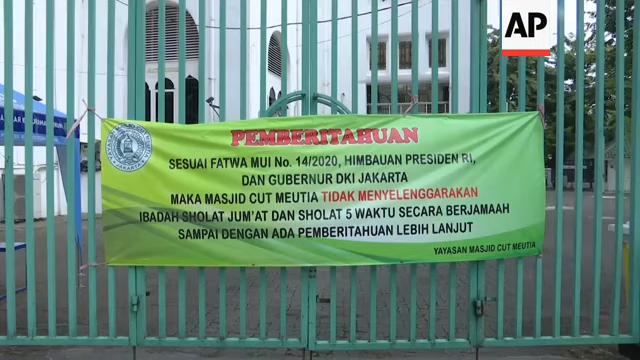 AP
PEMBERITAHUAN
SESUAI FATWA MUI No. 14/2020, HIMBAUAN PRESIDEN RI,
DAN GUBERNUR DKI JAKARTA
MAKA MASJID CUT MEUTIA TIDAK MENYELENGGARAKAN
IBADAH SHOLAT JUM'AT DAN SHOLAT 5 WAKTU SECARA BERJAMAAH
SAMPAI DENGAN ADA PEMBERITAHUAN LEBIH LANJUT
YAYASAN MASJID CUT MEUTIA